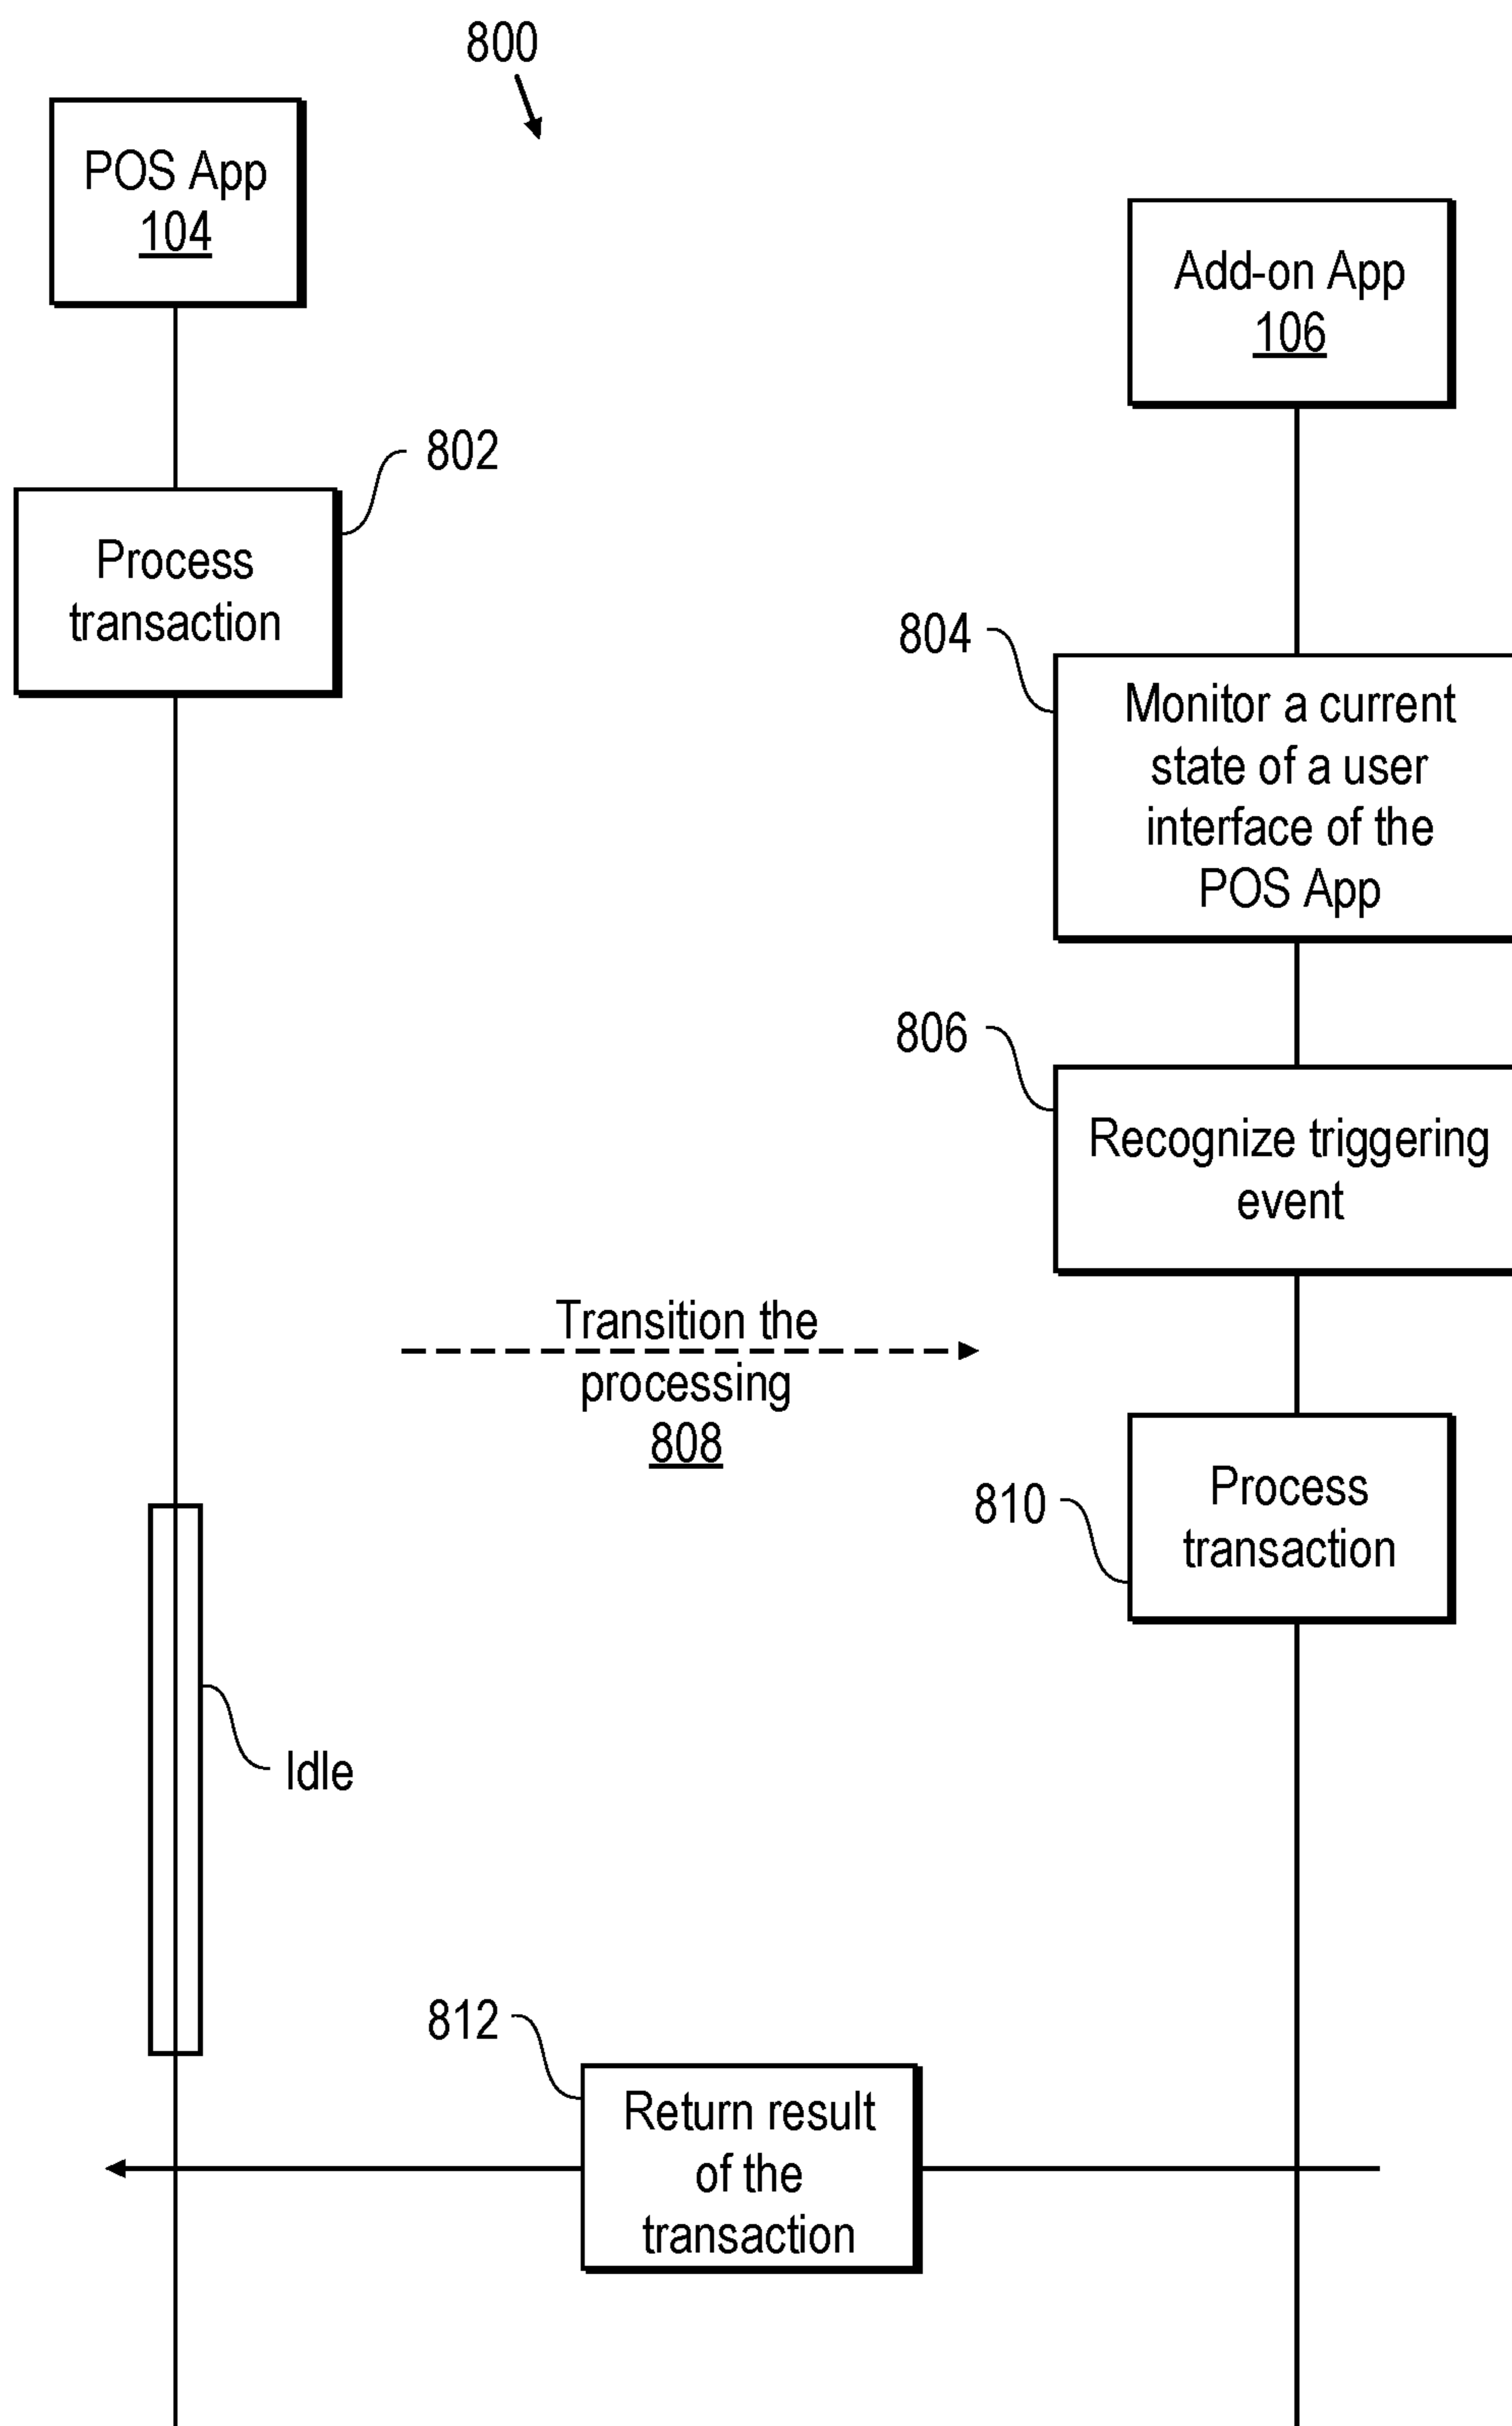 800
POS App
104
Add-on App
106
802
Process
transaction
804
Monitor a current
state of a user
interface of the
POS App
806
Recognize triggering
event
Transition the
processing
808
810
Process
transaction
Idle
812
Return result
of the
transaction